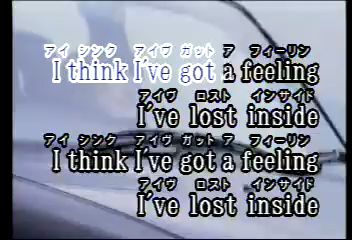 アイ シンク アイヴ ガット ア フィーリン
I think I've got a feeling
アイヴ ロスト インサイド
I've lost inside
アイ シンク アイヴ ガット ア フィーリン
I think I've got a feeling
アイヴ ロスト インサイド
I've lost inside